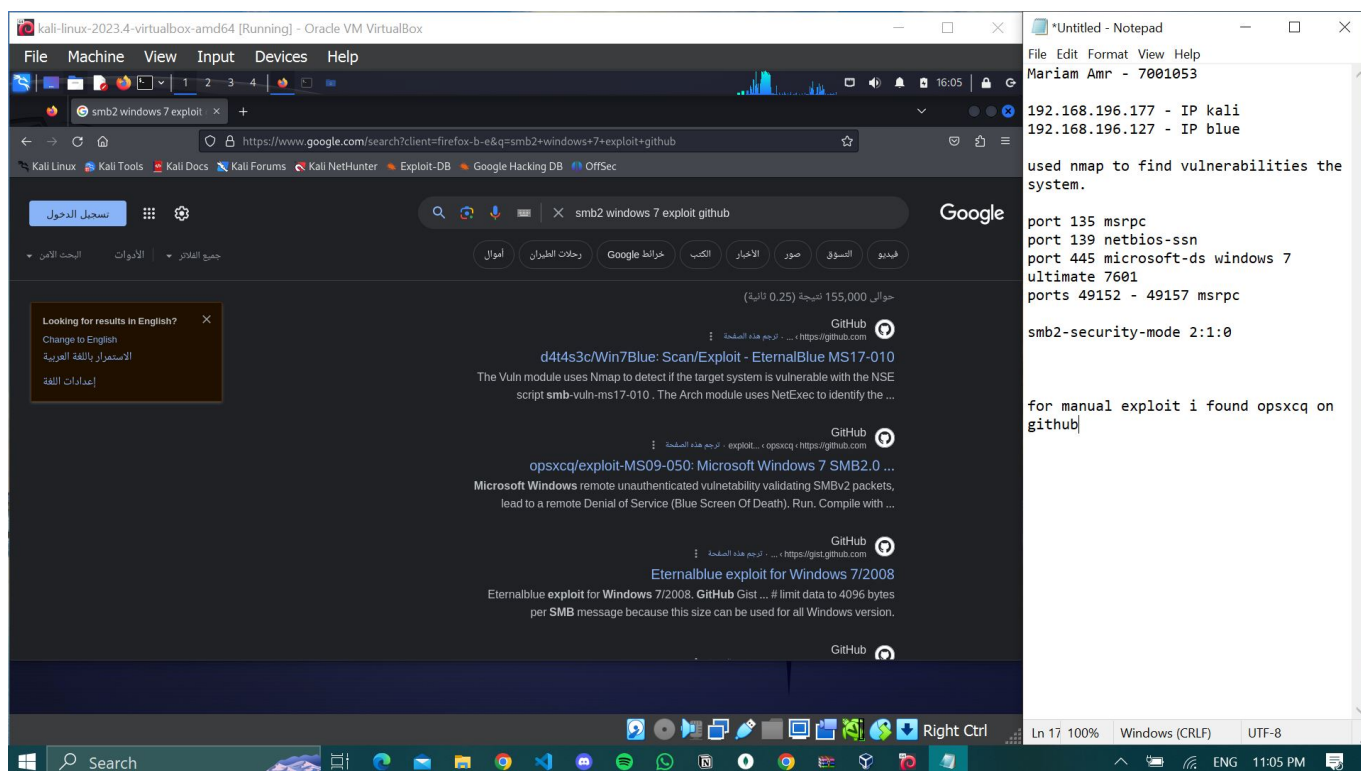 kali-linux-2023.4-virtualbox-amd64 [Running] - Oracle VM VirtualBox
File Machine View Input Devices Help
1 2 3 4
16:05
smb2 windows 7 exploit
https://www.google.com/search?client=firefox-b-e&q=smb2+windows+7+exploit+github
Kali Linux Kali Tools Kali Docs Kali Forums Kali NetHunter Exploit-DB Google Hacking DB OffSec
تسجيل الدخول
smb2 windows 7 exploit github
Google
فيديو التسوّق صور الأخبار الكتب خرائط Google رحلات الطيران أموال
جميع الفلاتر الأدوات البحث الآمن
حوالى 155,000 نتيجة (0.25 ثانية)
Looking for results in English?
Change to English
الاستمرار باللغة العربية
إعدادات اللغة
GitHub
https://github.com › ... · ترجم هذه الصفحة
d4t4s3c/Win7Blue: Scan/Exploit - EternalBlue MS17-010
The Vuln module uses Nmap to detect if the target system is vulnerable with the NSE
script smb-vuln-ms17-010 . The Arch module uses NetExec to identify the ...
GitHub
https://github.com › opsxcq › exploit... · ترجم هذه الصفحة
opsxcq/exploit-MS09-050: Microsoft Windows 7 SMB2.0 ...
Microsoft Windows remote unauthenticated vulnetability validating SMBv2 packets,
lead to a remote Denial of Service (Blue Screen Of Death). Run. Compile with ...
GitHub
https://gist.github.com › ... · ترجم هذه الصفحة
Eternalblue exploit for Windows 7/2008
Eternalblue exploit for Windows 7/2008. GitHub Gist ... # limit data to 4096 bytes
per SMB message because this size can be used for all Windows version.
GitHub
Right Ctrl
*Untitled - Notepad
File Edit Format View Help
Mariam Amr - 7001053
192.168.196.177 - IP kali
192.168.196.127 - IP blue
used nmap to find vulnerabilities the
system.
port 135 msrpc
port 139 netbios-ssn
port 445 microsoft-ds windows 7
ultimate 7601
ports 49152 - 49157 msrpc
smb2-security-mode 2:1:0
for manual exploit i found opsxcq on
github
Ln 17 100% Windows (CRLF) UTF-8
Search
ENG 11:05 PM